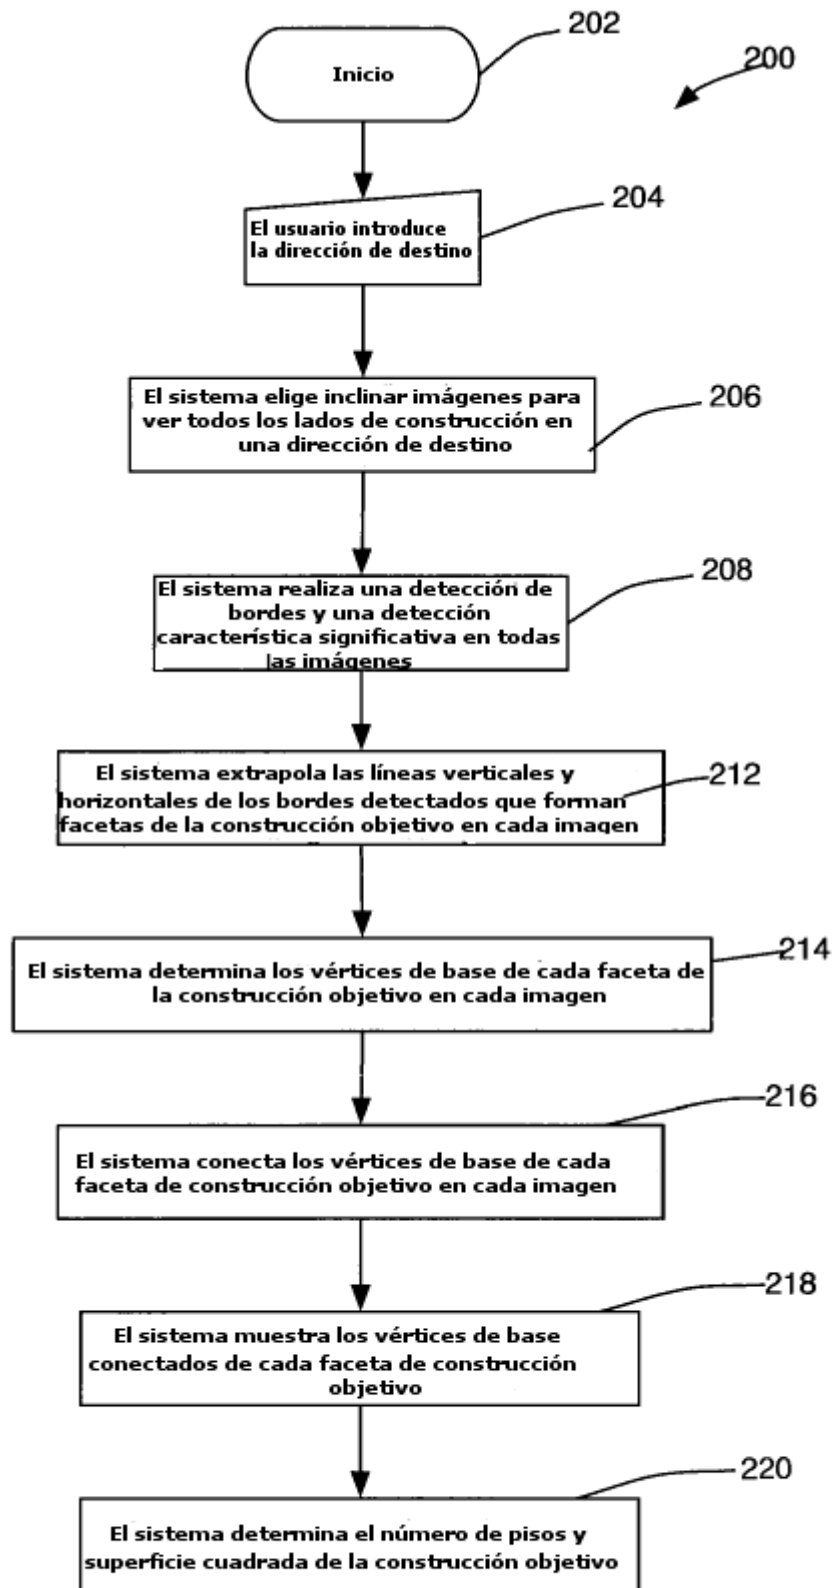 202
Inicio
200
204
El usuario introduce
la dirección de destino
El sistema elige inclinar imágenes para
ver todos los lados de construcción en
una dirección de destino
206
208
El sistema realiza una detección de
bordes y una detección
característica significativa en todas
las imágenes
El sistema extrapola las líneas verticales y
horizontales de los bordes detectados que forman
facetas de la construcción objetivo en cada imagen
212
El sistema determina los vértices de base de cada faceta de
la construcción objetivo en cada imagen
214
216
El sistema conecta los vértices de base de cada
faceta de construcción objetivo en cada imagen
218
El sistema muestra los vértices de base
conectados de cada faceta de construcción
objetivo
220
El sistema determina el número de pisos y
superficie cuadrada de la construcción objetivo